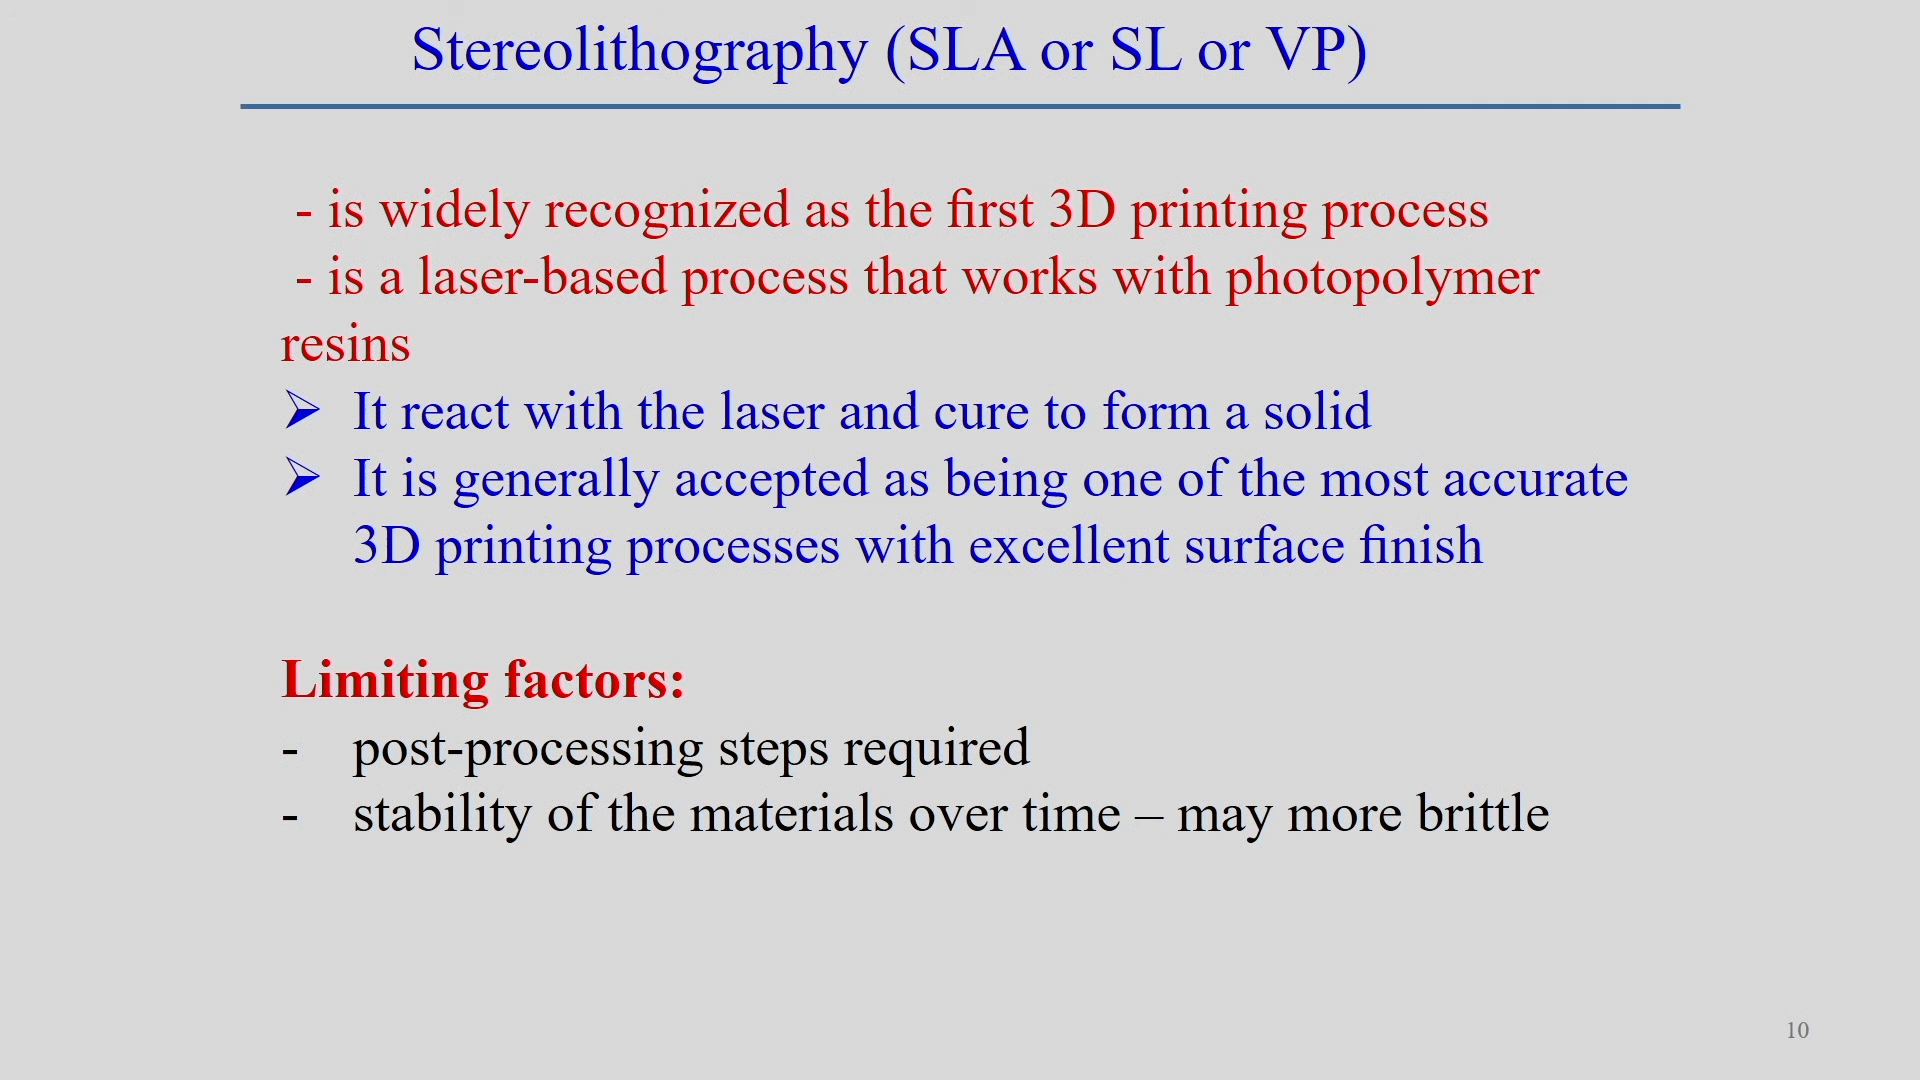 Stereolithography (SLA or SL or VP)
- is widely recognized as the first 3D printing process
- is a laser-based process that works with photopolymer
resins
➢ It react with the laser and cure to form a solid
➢ It is generally accepted as being one of the most accurate
3D printing processes with excellent surface finish
Limiting factors:
- post-processing steps required
- stability of the materials over time – may more brittle
10